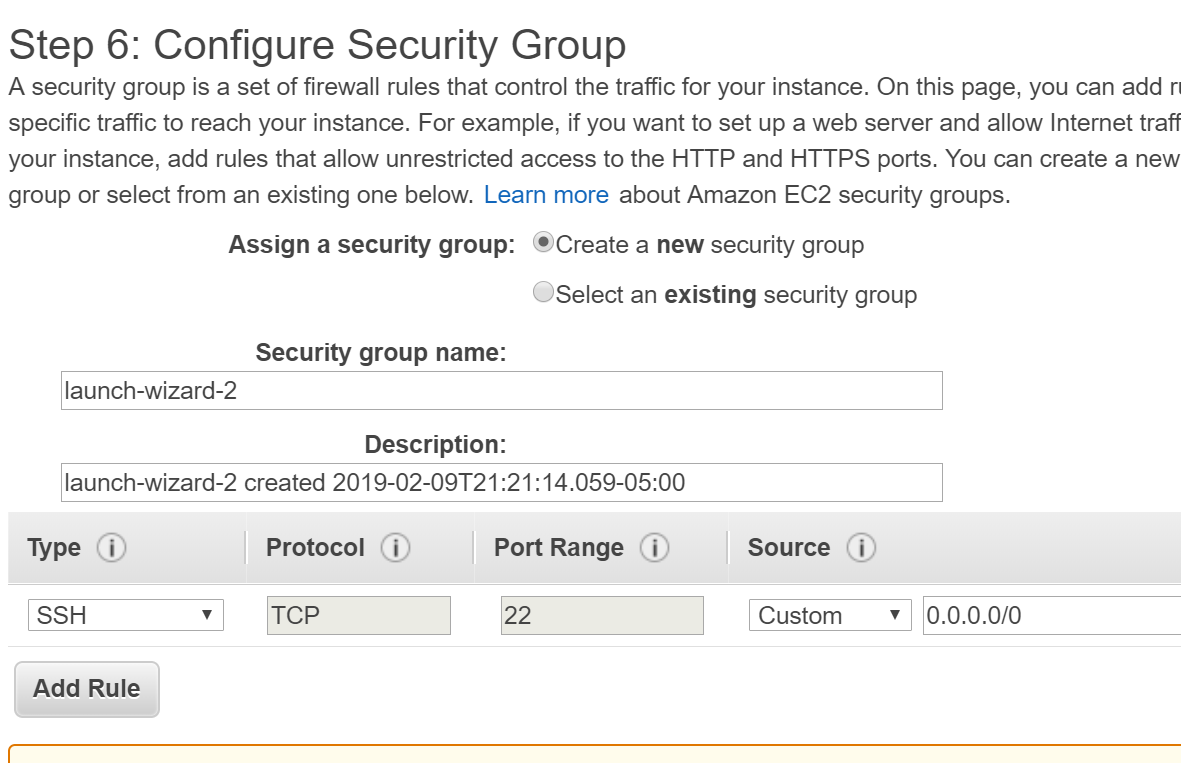 Step 6: Configure Security Group
A security group is a set of firewall rules that control the traffic for your instance. On this page, you can add
specific traffic to reach your instance. For example, if you want to set up a web server and allow Internet
your instance, add rules that allow unrestricted access to the HTTP and HTTPS ports. You can create a new
group or select from an existing one below. Learn more about Amazon EC2 security groups.
Assign a security group: Create a new security group
Select an existing security group
Security group name:
launch-wizard-2
Description:
launch-wizard-2 created 2019-02-09T21:21:14.059-05:00
Type Protocol Port Range Source
SSH TCP 22 Custom 0.0.0.0/0
Add Rule